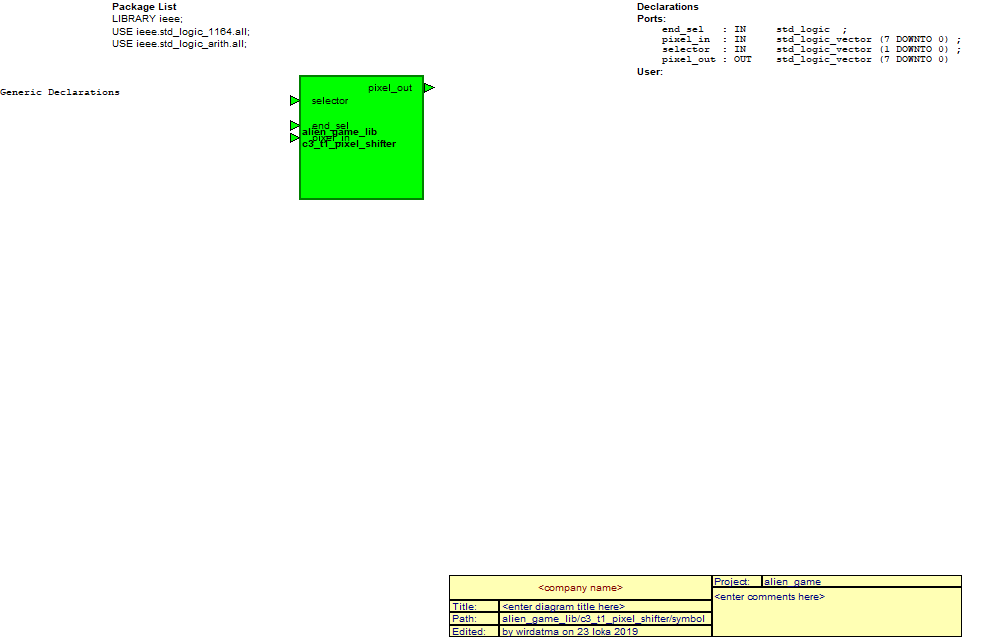 Package List
LIBRARY ieee;
USE ieee.std_logic_1164.all;
USE ieee.std_logic_arith.all;
Declarations
Ports:
end_sel : IN std_logic ;
pixel_in : IN std_logic_vector (7 DOWNTO 0) ;
selector : IN std_logic_vector (1 DOWNTO 0) ;
pixel_out : OUT std_logic_vector (7 DOWNTO 0)
User:
Generic Declarations
pixel_out
selector
end_sel
alien_game_lib
pixel_in
c3_t1_pixel_shifter
<company name>
Title: <enter diagram title here>
Path: alien_game_lib/c3_t1_pixel_shifter/symbol
Edited: by wirdatma on 23 loka 2019
Project: alien_game
<enter comments here>